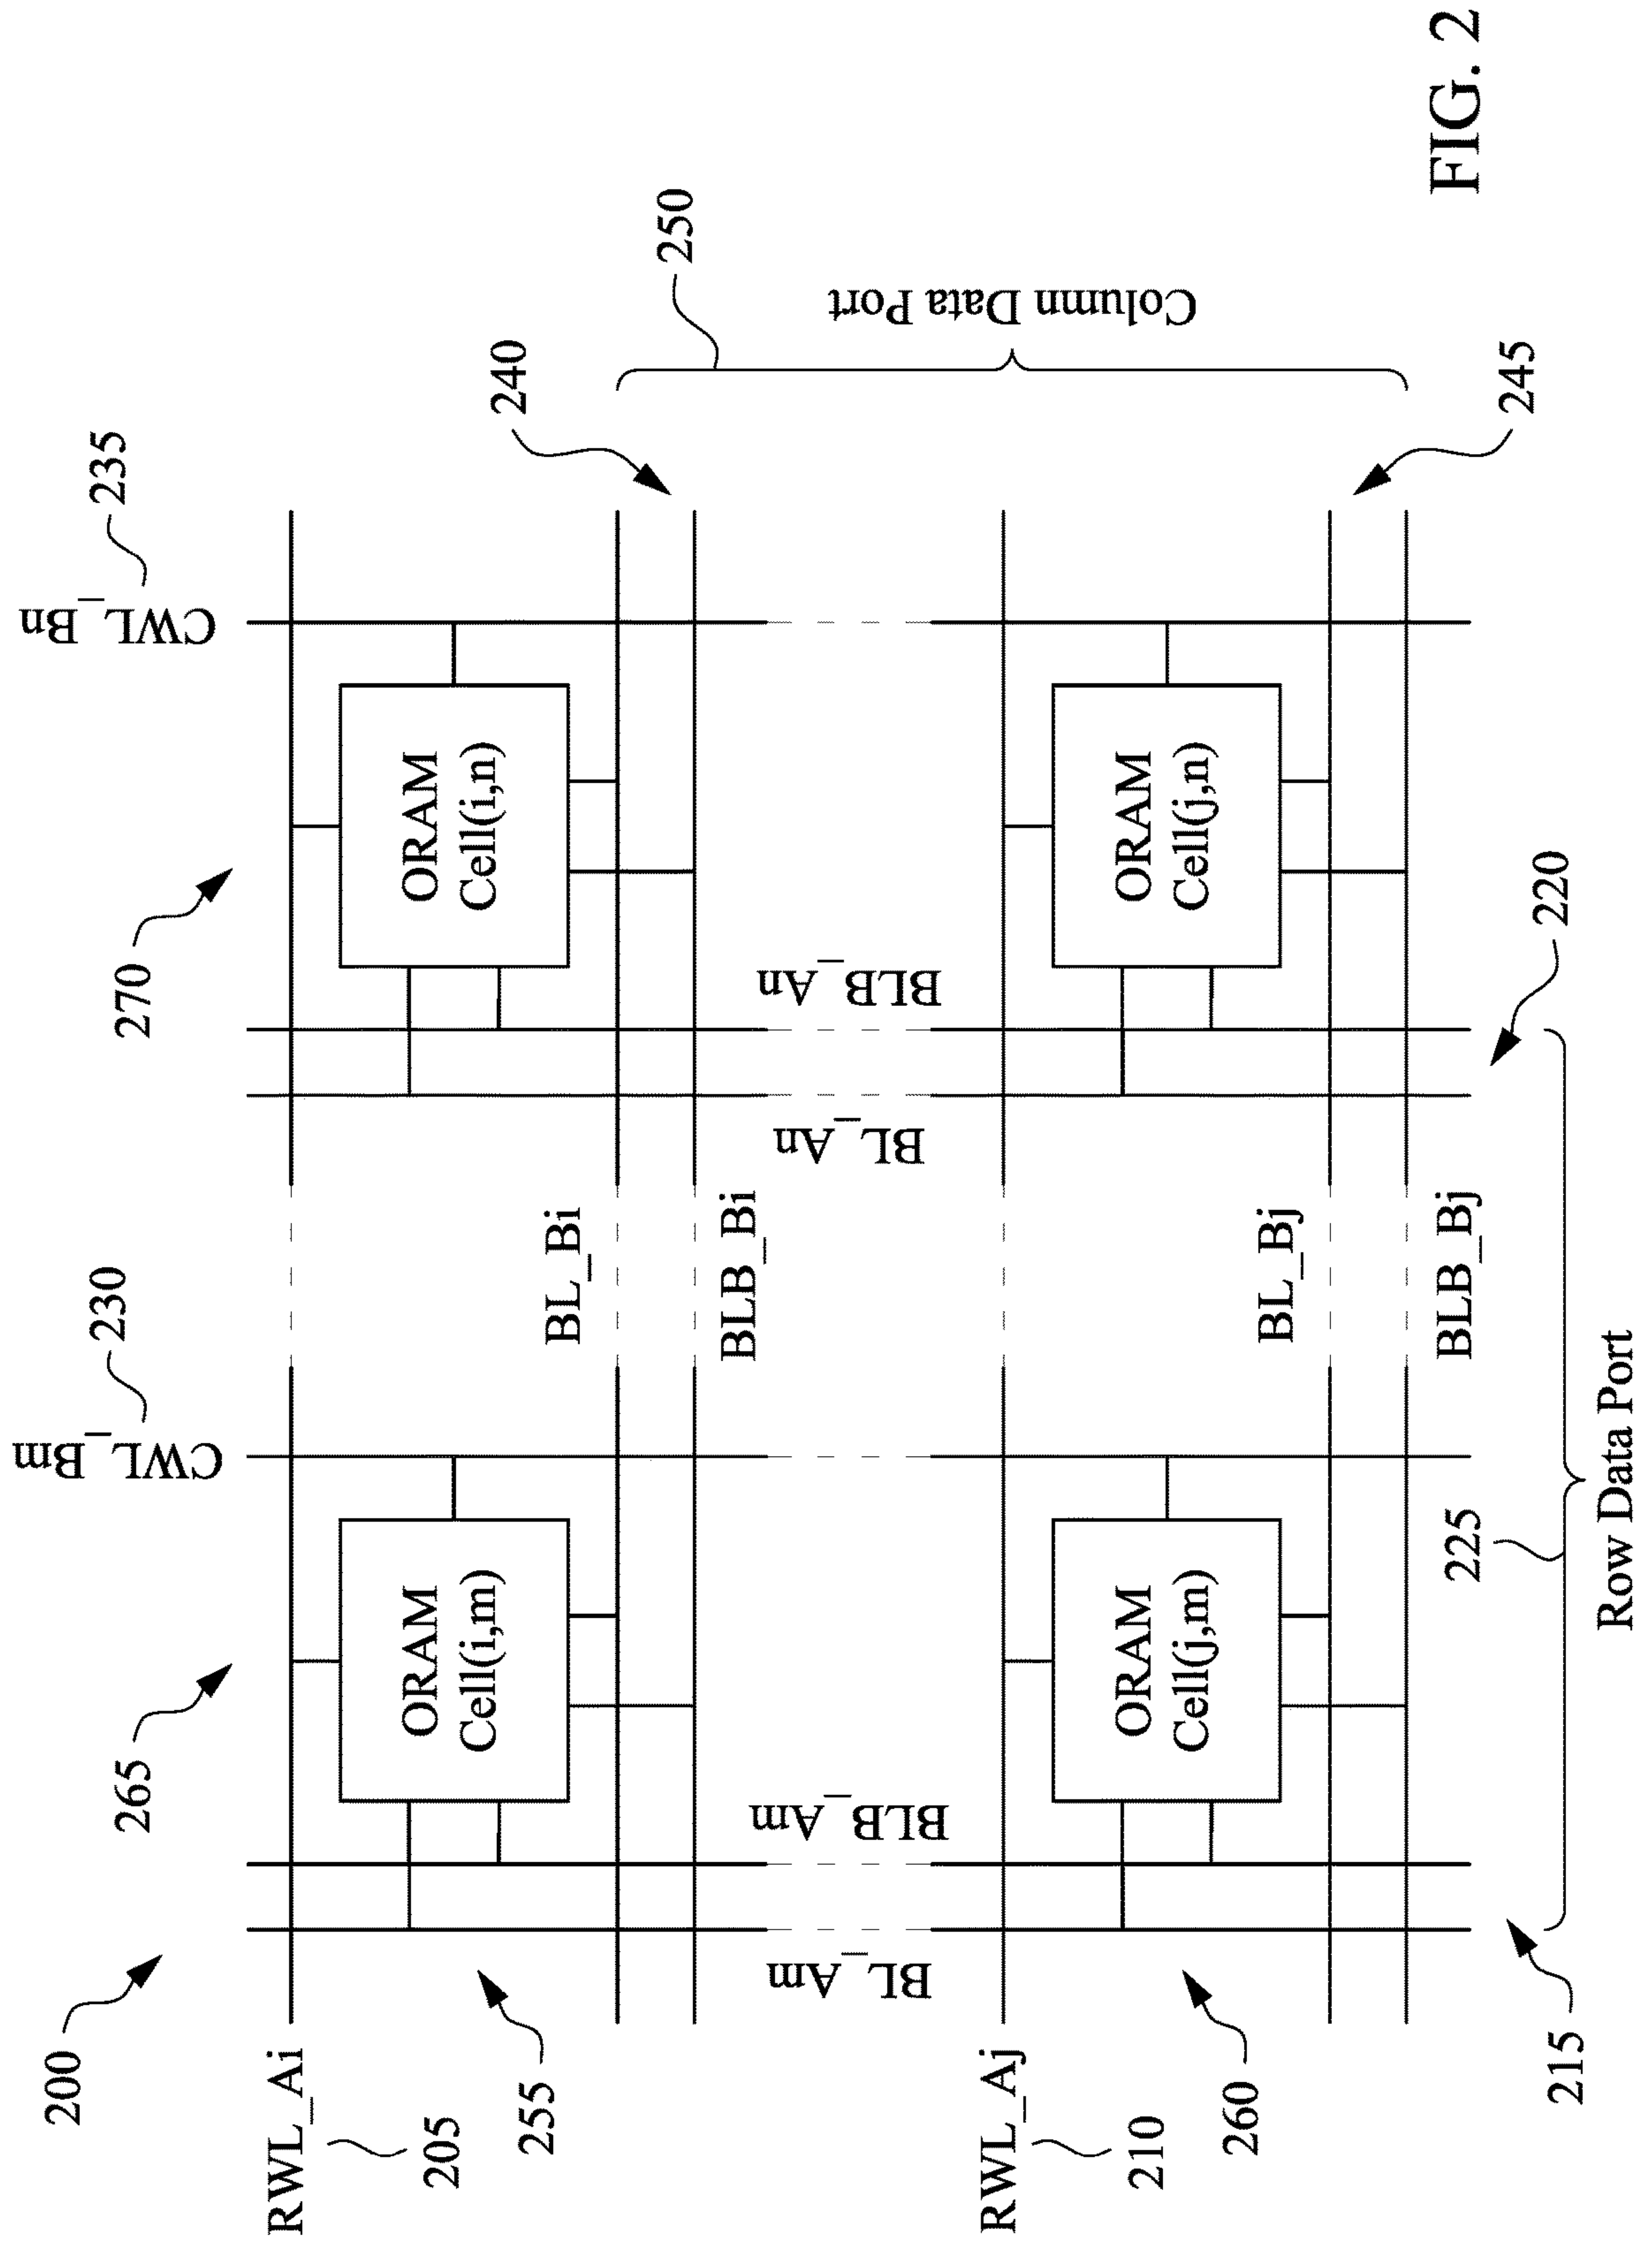 200
265
CWL_Bm
230
270
CWL_Bn
235
RWL_Ai
205
255
ORAM
Cell(i,m)
ORAM
Cell(i,n)
240
BL_Bi
BLB_Bi
250
BL_Am
BLB_Am
BL_An
BLB_An
Column Data Port
RWL_Aj
210
260
ORAM
Cell(j,m)
ORAM
Cell(j,n)
BL_Bj
BLB_Bj
245
215
225
220
Row Data Port
FIG. 2